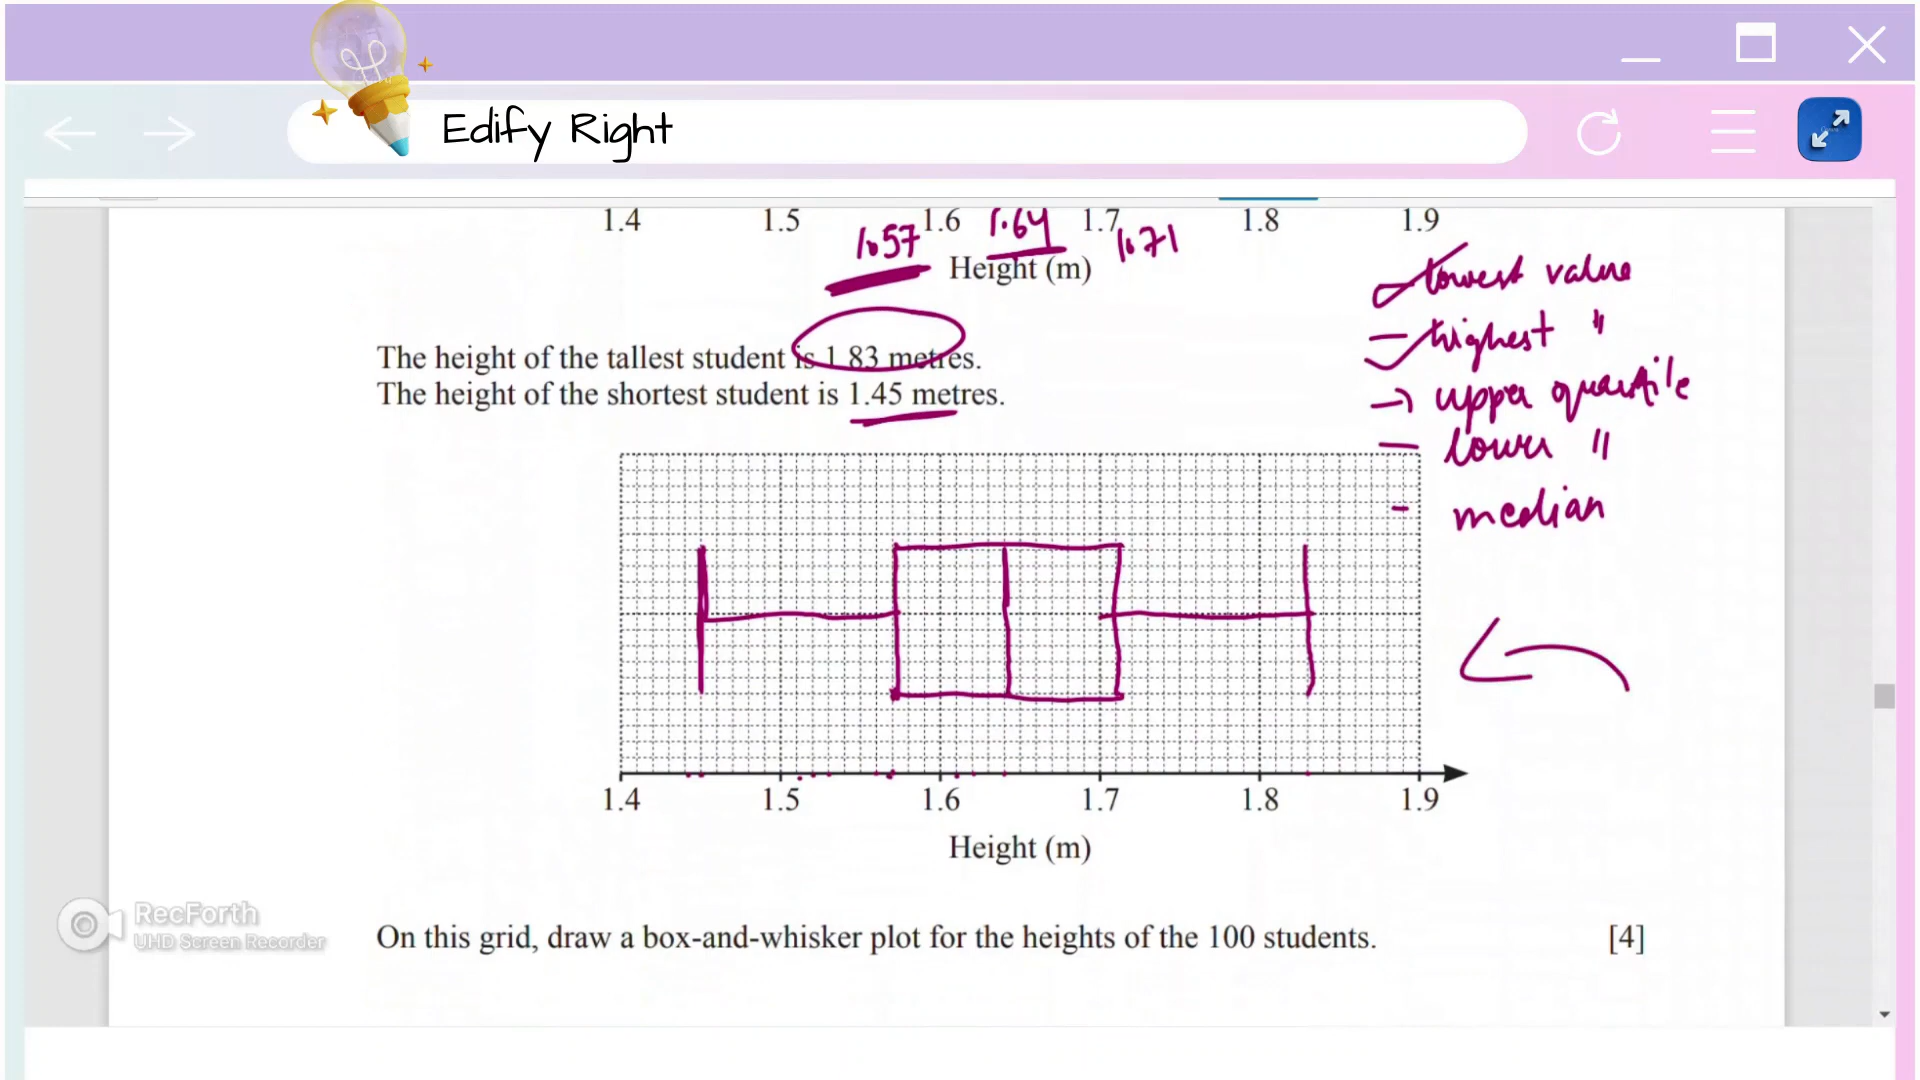 Edify Right
1.4 1.5 1.6 1.7 1.8 1.9
1.57 1.64 1.71
Height (m)
lowest value
highest "
upper quartile
lower "
median
The height of the tallest student is 1.83 metres.
The height of the shortest student is 1.45 metres.
1.4 1.5 1.6 1.7 1.8 1.9
Height (m)
RecForth
UHD Screen Recorder
On this grid, draw a box-and-whisker plot for the heights of the 100 students. [4]